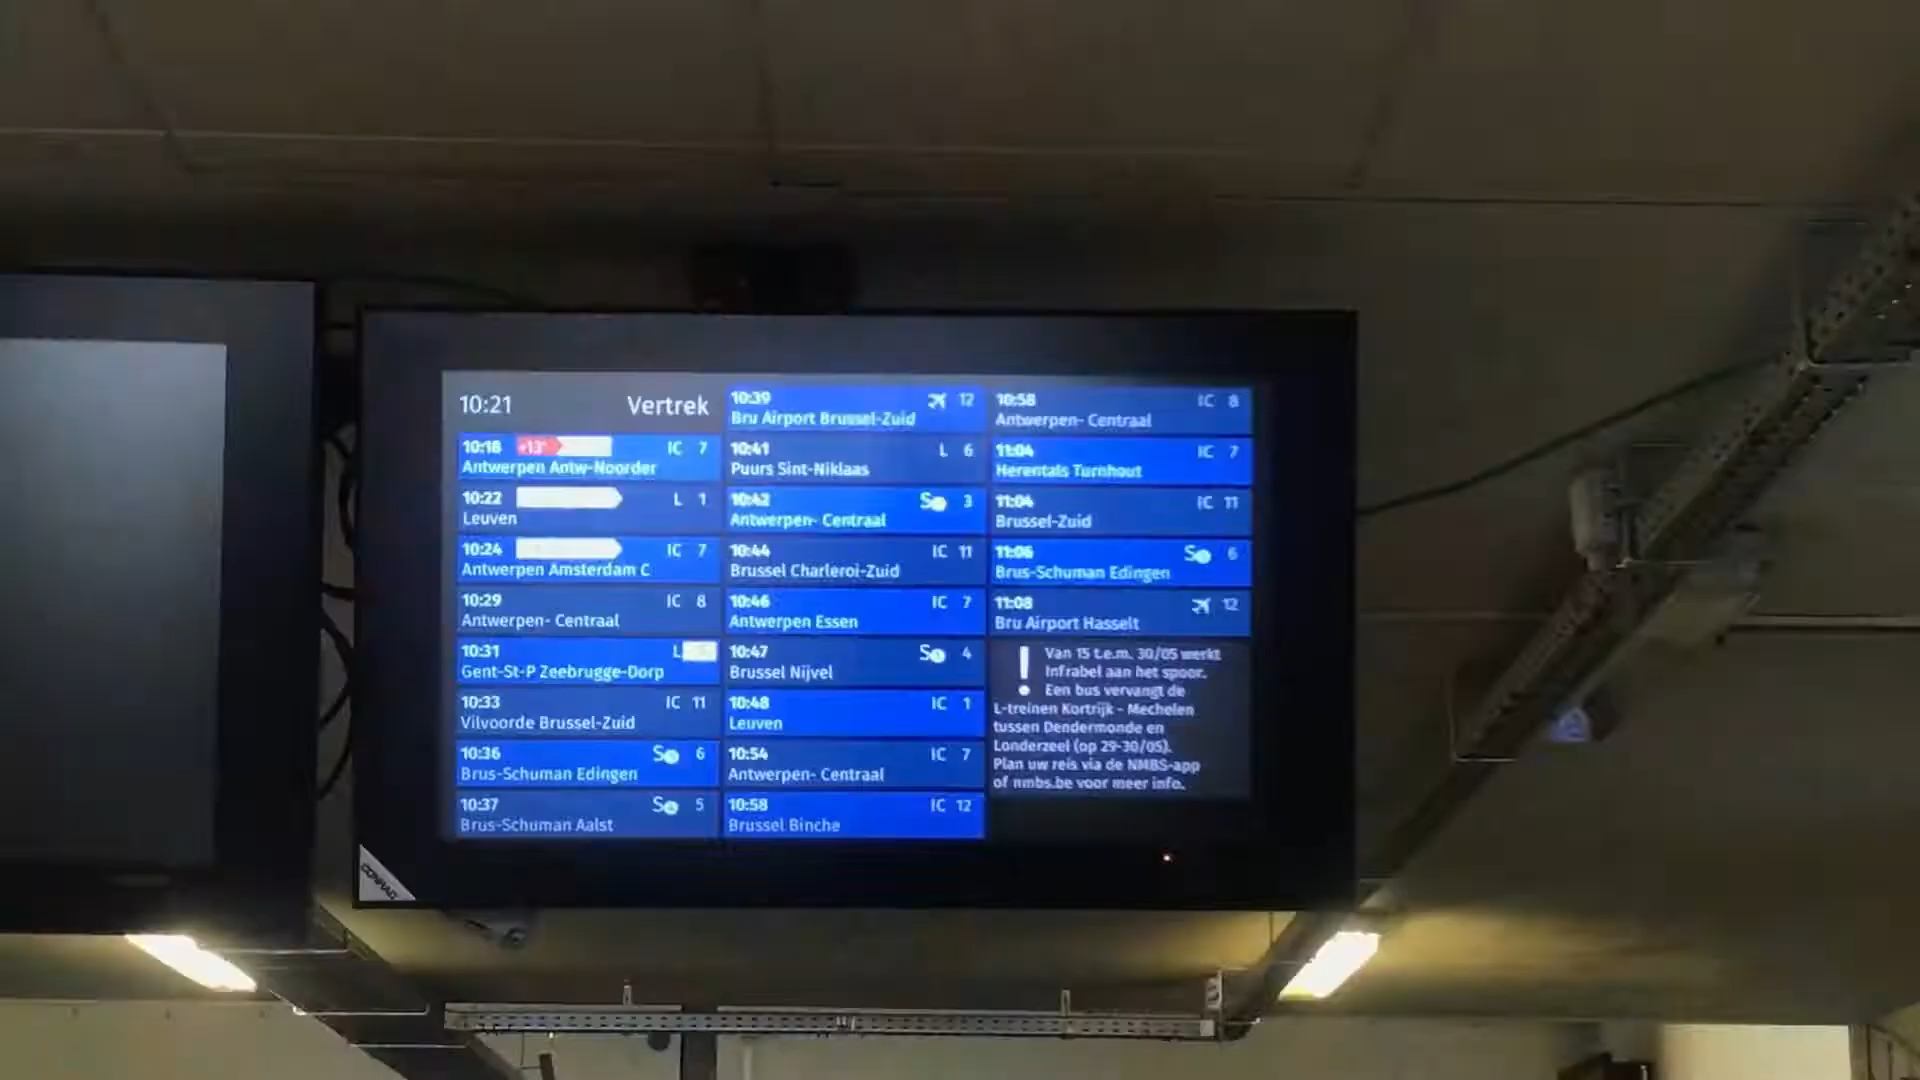 10:21 Vertrek
10:18 +13' IC 7
Antwerpen Antw-Noorder
10:22 L 1
Leuven
10:24 IC 7
Antwerpen Amsterdam C
10:29 IC 8
Antwerpen- Centraal
10:31 L
Gent-St-P Zeebrugge-Dorp
10:33 IC 11
Vilvoorde Brussel-Zuid
10:36 S 6
Brus-Schuman Edingen
10:37 S 5
Brus-Schuman Aalst
10:39 12
Bru Airport Brussel-Zuid
10:41 L 6
Puurs Sint-Niklaas
10:42 S 3
Antwerpen- Centraal
10:44 IC 11
Brussel Charleroi-Zuid
10:46 IC 7
Antwerpen Essen
10:47 S 4
Brussel Nijvel
10:48 IC 1
Leuven
10:54 IC 7
Antwerpen- Centraal
10:58 IC 12
Brussel Binche
10:58 IC 8
Antwerpen- Centraal
11:04 IC 7
Herentals Turnhout
11:04 IC 11
Brussel-Zuid
11:06 S 6
Brus-Schuman Edingen
11:08 12
Bru Airport Hasselt
! Van 15 t.e.m. 30/05 werkt
Infrabel aan het spoor.
Een bus vervangt de
L-treinen Kortrijk - Mechelen
tussen Dendermonde en
Londerzeel (op 29-30/05).
Plan uw reis via de NMBS-app
of nmbs.be voor meer info.
CONRAC